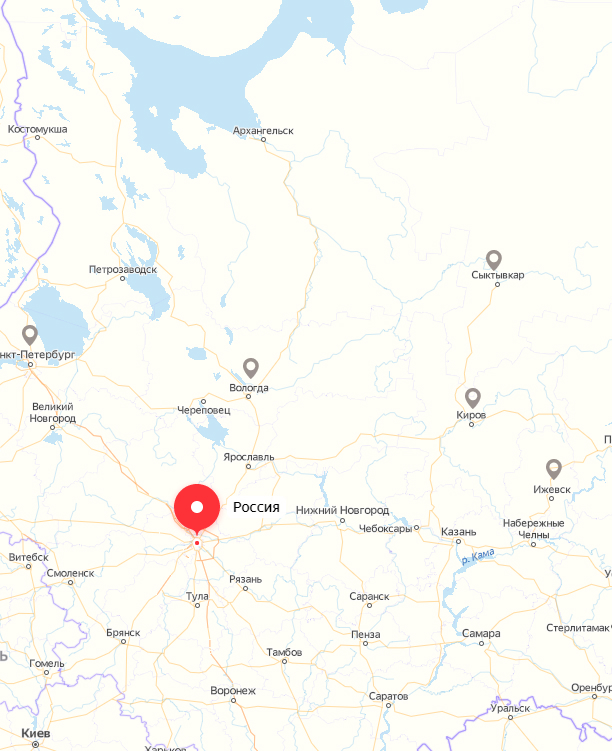 Костомукша
Архангельск
Петрозаводск
Сыктывкар
нкт-Петербург
Вологда
Череповец
Великий
Новгород
Киров
Ярославль
Ижевск
Россия
Нижний Новгород
Чебоксары
Казань
Набережные
Челны
р. Кама
Витебск
Смоленск
Рязань
Тула
Саранск
Брянск
Пенза
Самара
Стерлитамак
Тамбов
Гомель
Воронеж
Саратов
Оренбург
Уральск
Киев
Харьков